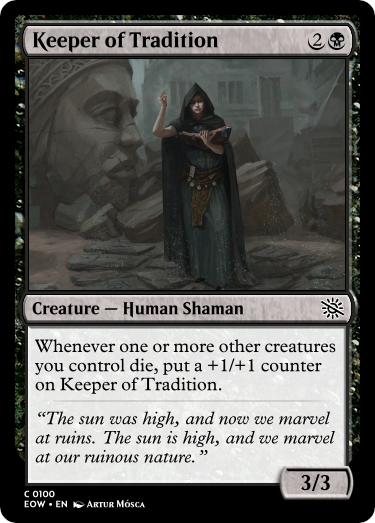 Keeper of Tradition 2
Creature — Human Shaman
Whenever one or more other creatures
you control die, put a +1/+1 counter
on Keeper of Tradition.
“The sun was high, and now we marvel
at ruins. The sun is high, and we marvel
at our ruinous nature.”
3/3
C 0100
EOW • EN Artur Mósca